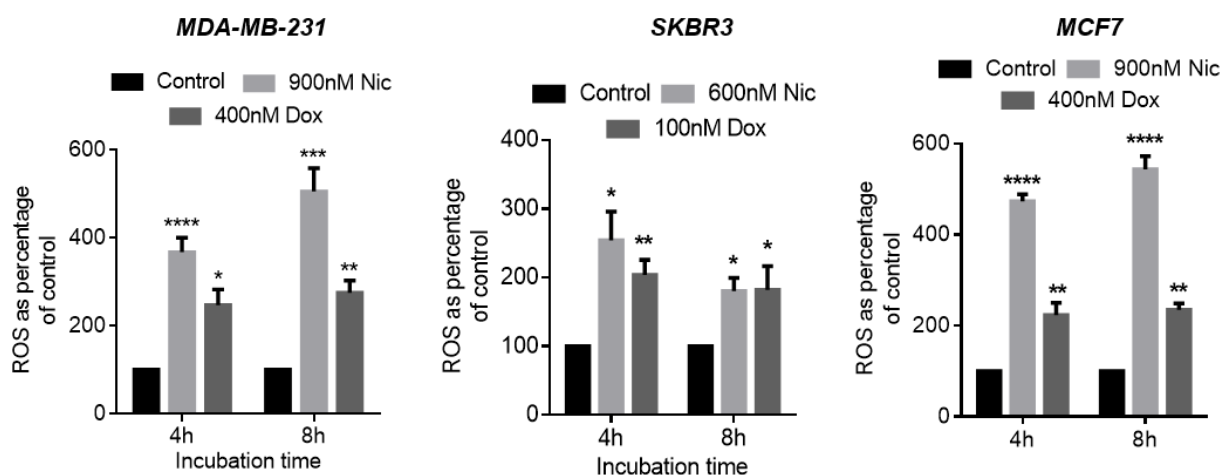 MDA-MB-231
Control 900nM Nic
400nM Dox
ROS as percentage
of control
600
400
200
0
****
*
***
**
4h 8h
Incubation time
SKBR3
Control 600nM Nic
100nM Dox
ROS as percentage
of control
400
300
200
100
0
*
**
*
*
4h 8h
Incubation time
MCF7
Control 900nM Nic
400nM Dox
ROS as percentage
of control
600
400
200
0
****
**
****
**
4h 8h